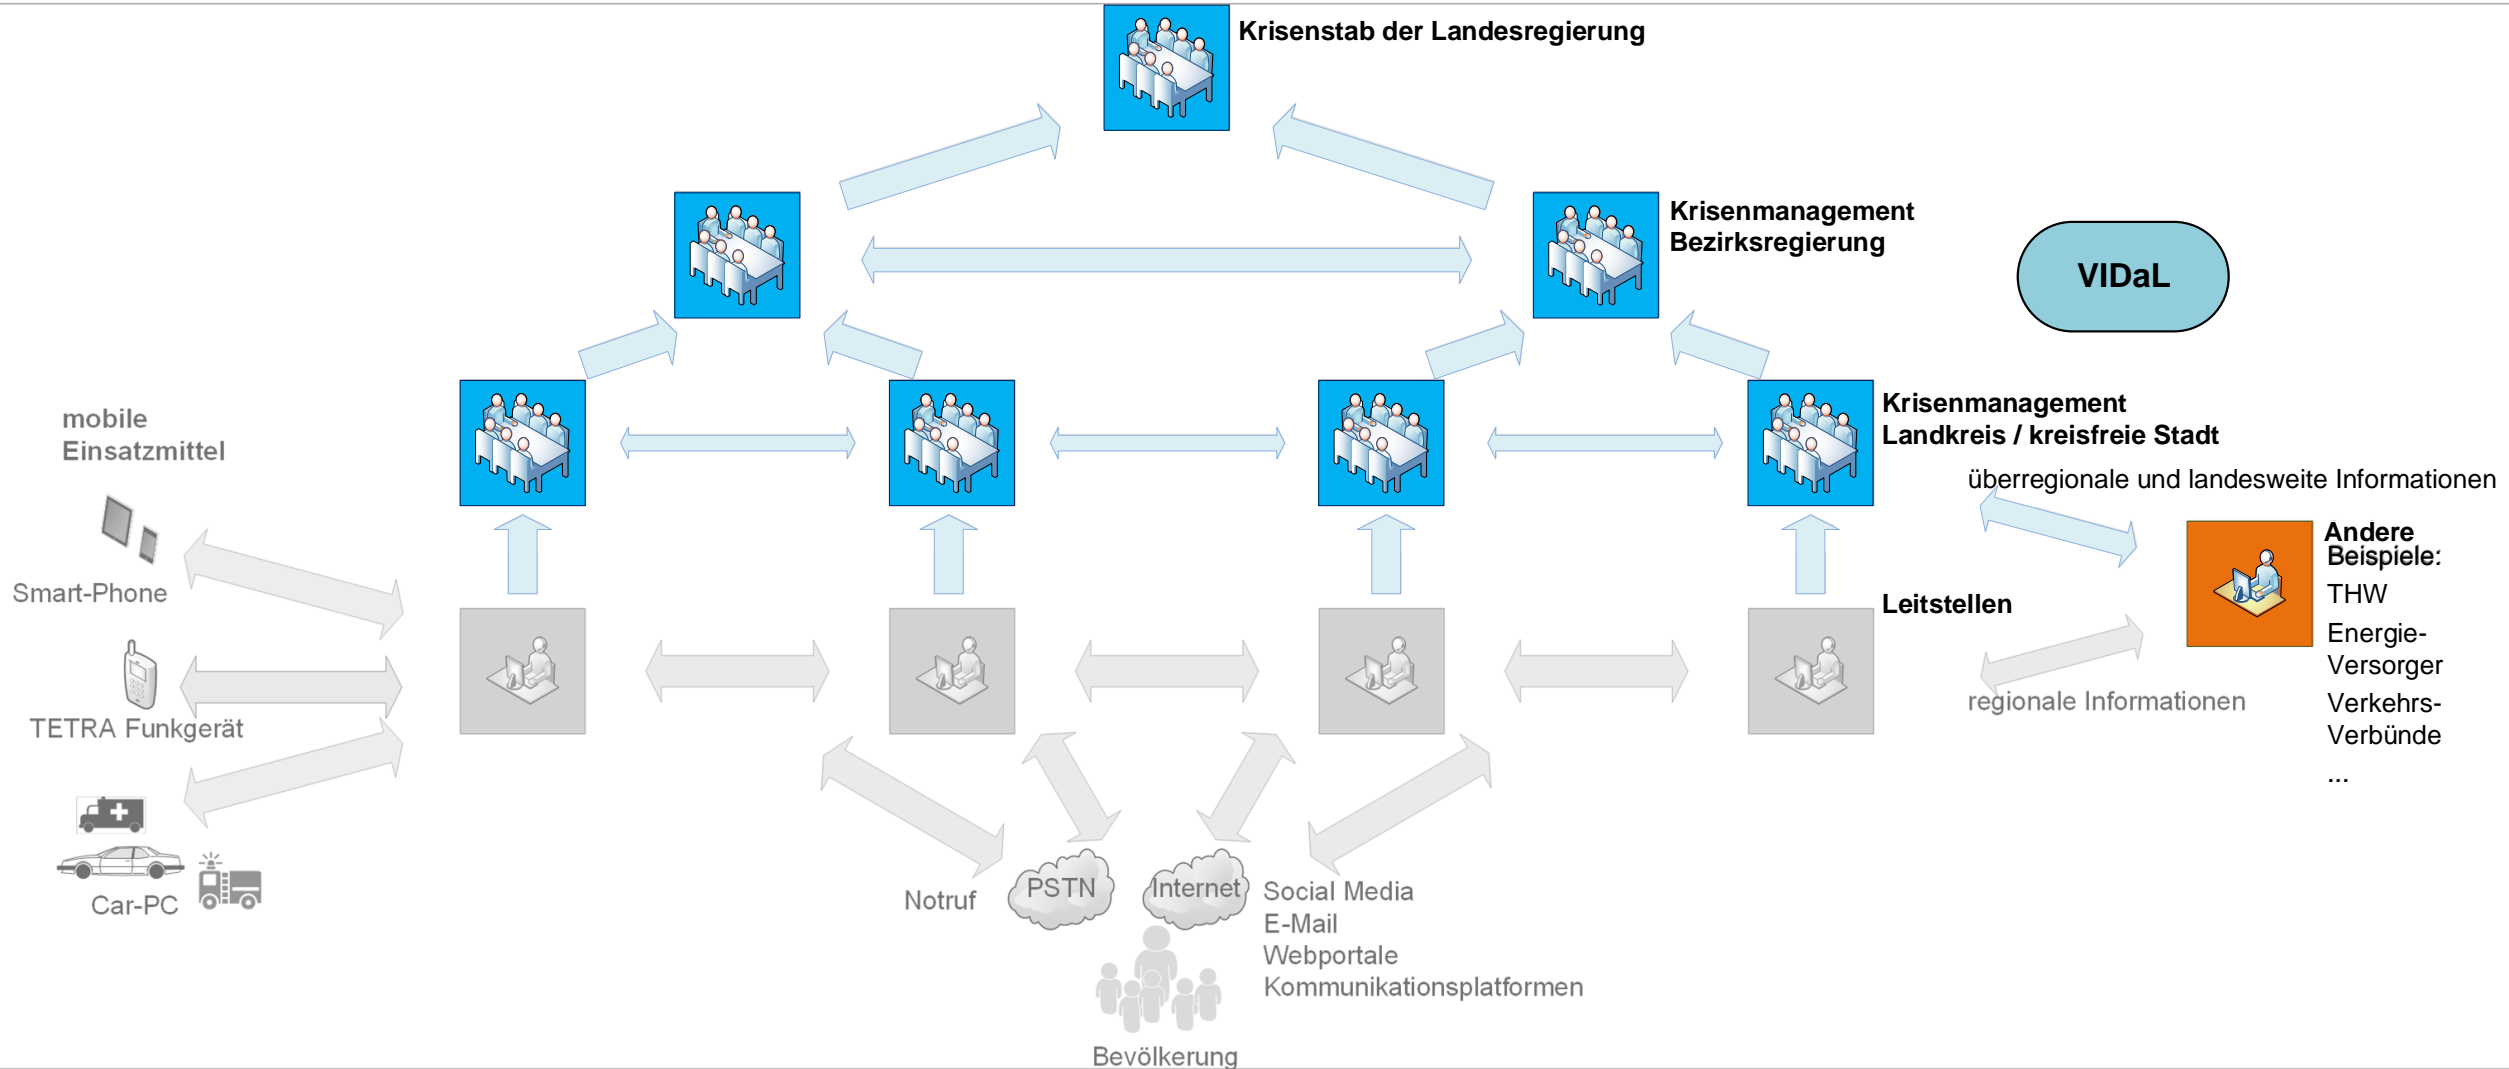 Krisenstab der Landesregierung
Krisenmanagement
Bezirksregierung
VIDaL
Krisenmanagement
Landkreis / kreisfreie Stadt
mobile
Einsatzmittel
überregionale und landesweite Informationen
Andere
Beispiele:
THW
Energie-
Versorger
Verkehrs-
Verbünde
...
Smart-Phone
Leitstellen
TETRA Funkgerät
regionale Informationen
Car-PC
Notruf
PSTN
Internet
Social Media
E-Mail
Webportale
Kommunikationsplatformen
Bevölkerung